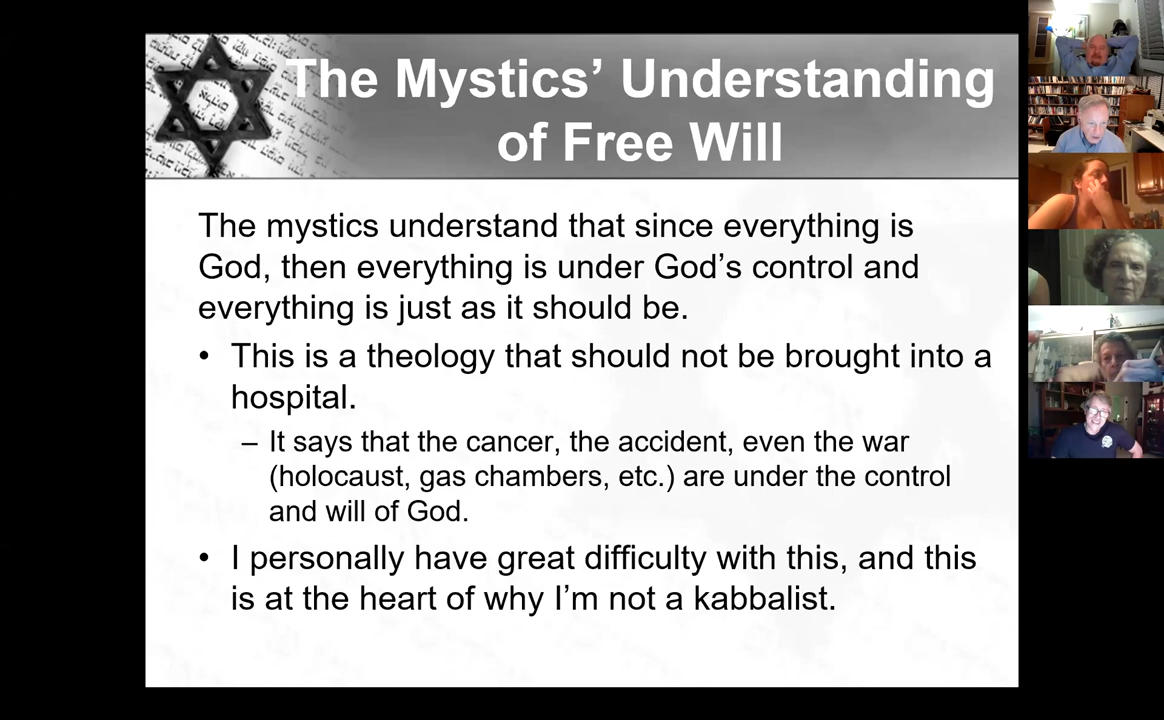 The Mystics’ Understanding
of Free Will
The mystics understand that since everything is
God, then everything is under God’s control and
everything is just as it should be.
• This is a theology that should not be brought into a
hospital.
– It says that the cancer, the accident, even the war
(holocaust, gas chambers, etc.) are under the control
and will of God.
• I personally have great difficulty with this, and this
is at the heart of why I’m not a kabbalist.